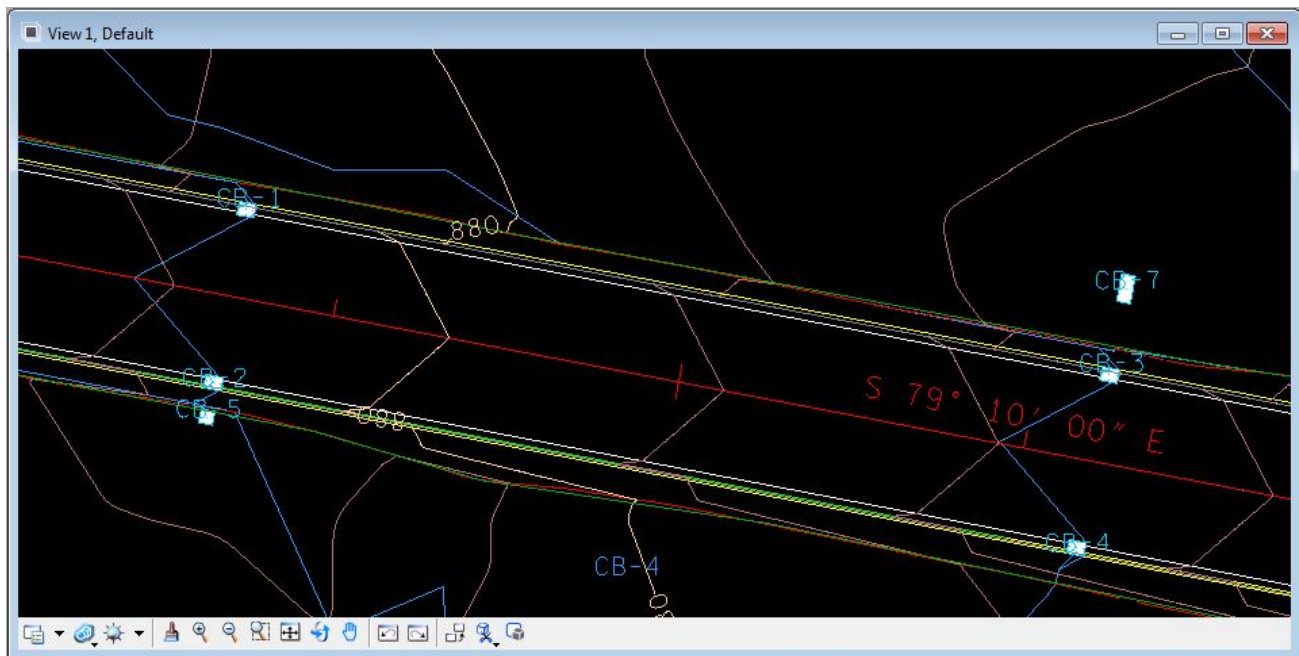 View 1, Default
CB-1
880
CB-7
CB-3
CB-2
CB-5
880
S 79° 10' 00" E
CB-4
CB-4